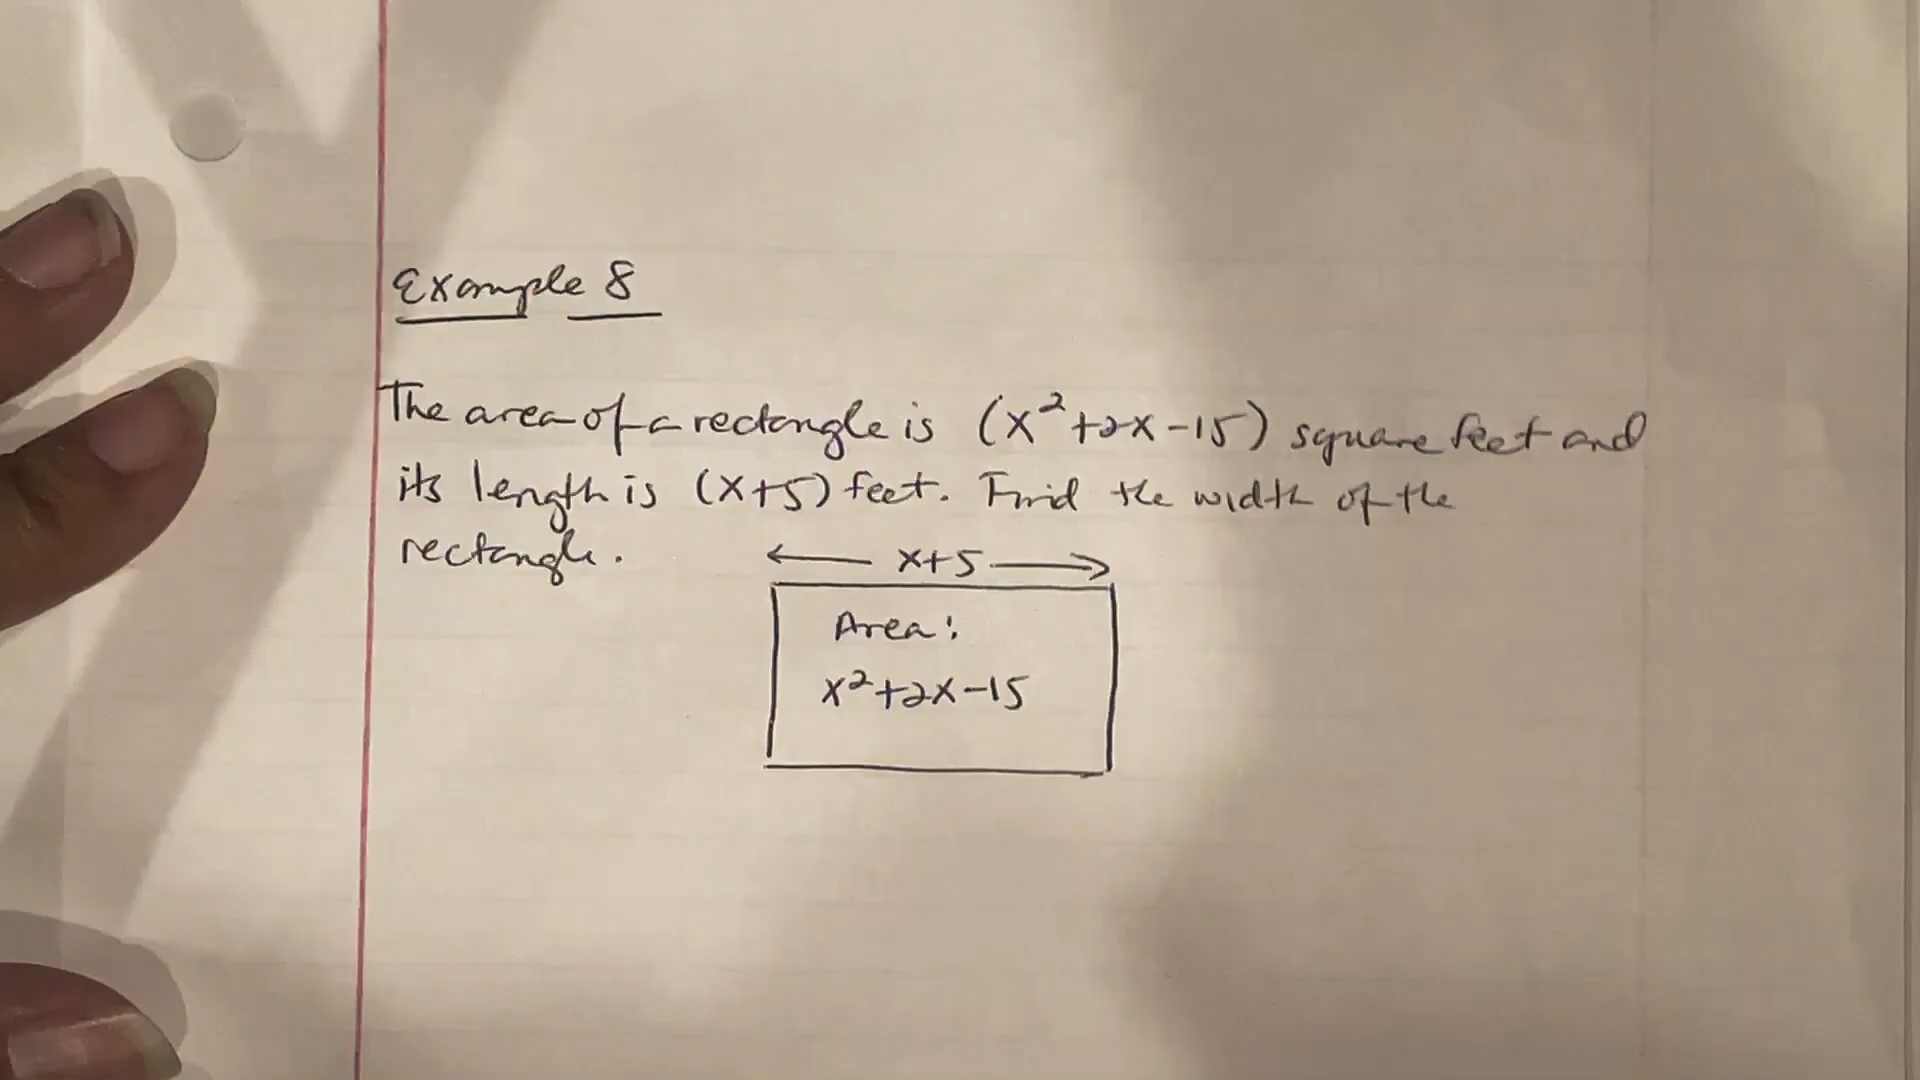 Example 8
The area of a rectangle is (x²+2x-15) square feet and
its length is (x+5) feet. Find the width of the
rectangle.
x+5
Area:
x²+2x-15